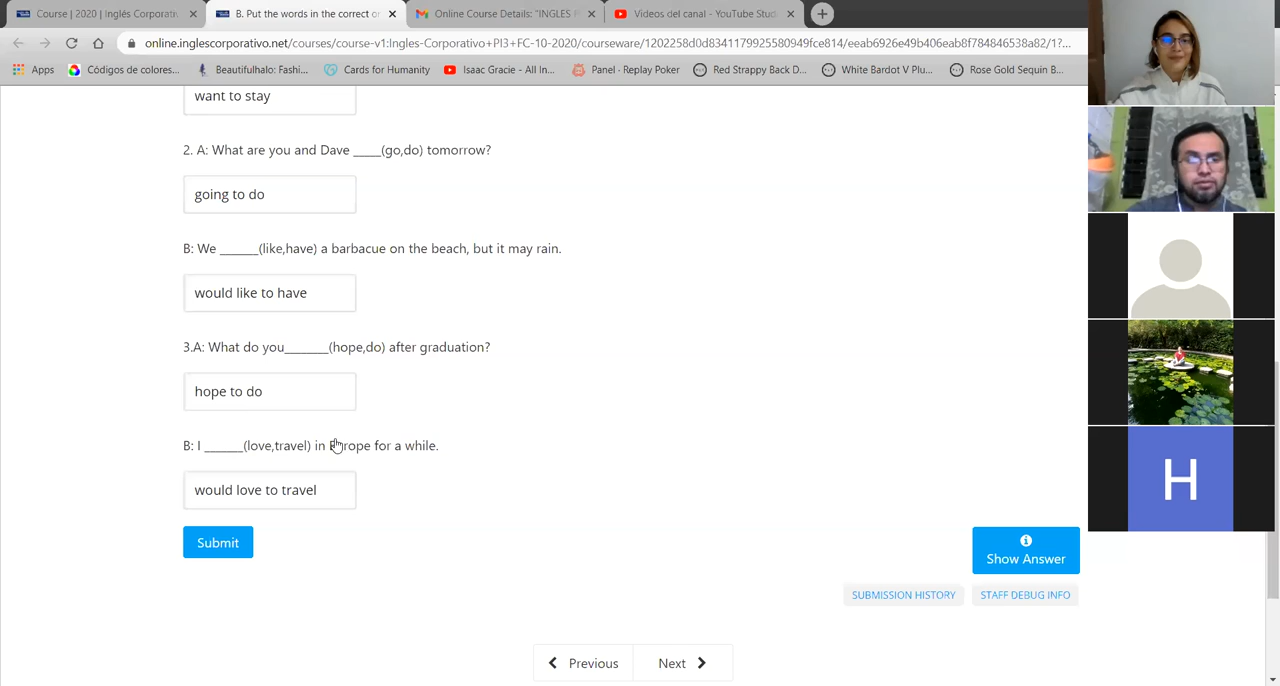 Course | 2020 | Inglés Corporati
B. Put the words in the correct or
Online Course Details: "INGLES P
Videos del canal - YouTube Stud
online.inglescorporativo.net/courses/course-v1:Ingles-Corporativo+PI3+FC-10-2020/courseware/1202258d0d8341179925580949fce814/eeab6926e49b406eab8f784846538a82/1?...
Apps
Códigos de colores...
Beautifulhalo: Fashi...
Cards for Humanity
Isaac Gracie - All In...
Panel · Replay Poker
Red Strappy Back D...
White Bardot V Plu...
Rose Gold Sequin B...
want to stay
2. A: What are you and Dave ____(go,do) tomorrow?
going to do
B: We ______(like,have) a barbacue on the beach, but it may rain.
would like to have
3.A: What do you_______(hope,do) after graduation?
hope to do
B: I ______(love,travel) in Europe for a while.
would love to travel
Submit
Show Answer
SUBMISSION HISTORY
STAFF DEBUG INFO
Previous
Next
H